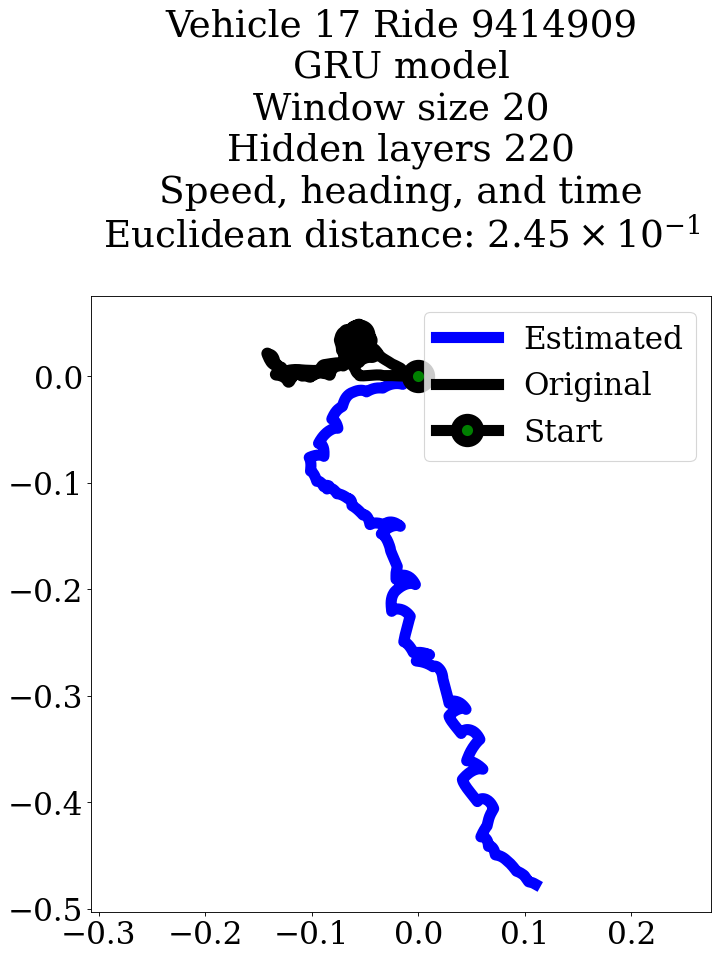 Vehicle 17 Ride 9414909
GRU model
Window size 20
Hidden layers 220
Speed, heading, and time
Euclidean distance: 2.45 × 10⁻¹
Estimated
Original
Start
0.0
−0.1
−0.2
−0.3
−0.4
−0.5
−0.3 −0.2 −0.1 0.0 0.1 0.2